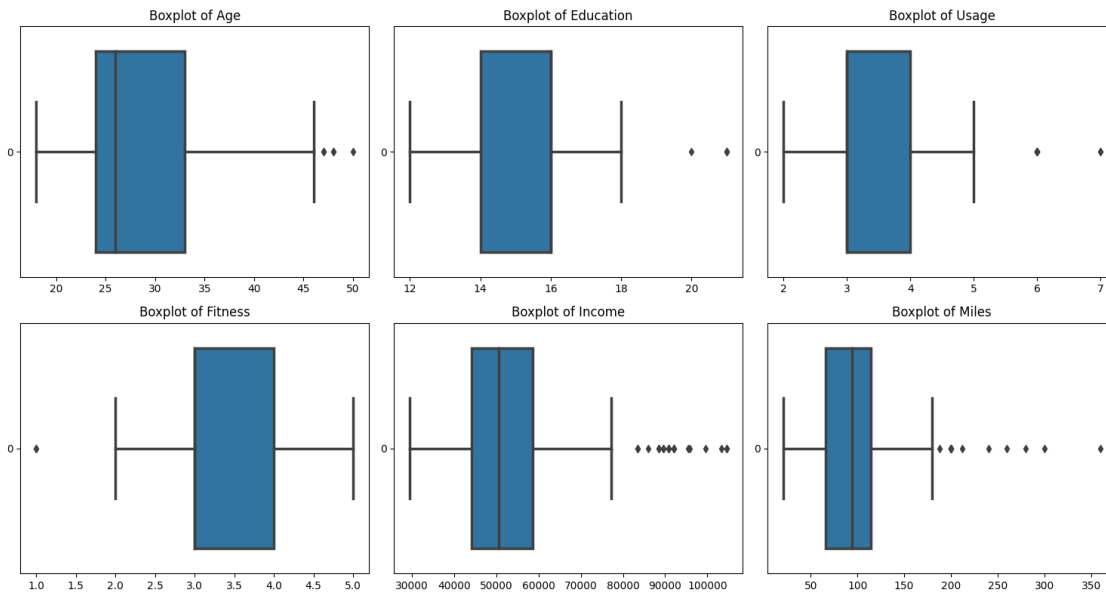 Boxplot of Age
0
20 25 30 35 40 45 50
Boxplot of Education
0
12 14 16 18 20
Boxplot of Usage
0
2 3 4 5 6 7
Boxplot of Fitness
0
1.0 1.5 2.0 2.5 3.0 3.5 4.0 4.5 5.0
Boxplot of Income
0
30000 40000 50000 60000 70000 80000 90000 100000
Boxplot of Miles
0
50 100 150 200 250 300 350